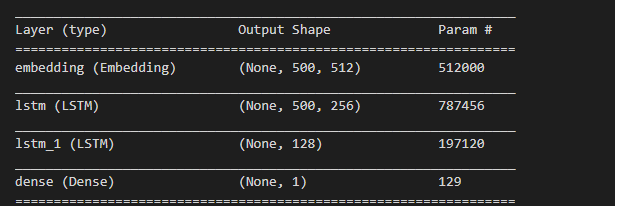 _________________________________________________________________
Layer (type)                 Output Shape              Param #
=================================================================
embedding (Embedding)        (None, 500, 512)          512000
_________________________________________________________________
lstm (LSTM)                  (None, 500, 256)          787456
_________________________________________________________________
lstm_1 (LSTM)                (None, 128)               197120
_________________________________________________________________
dense (Dense)                (None, 1)                 129
=================================================================